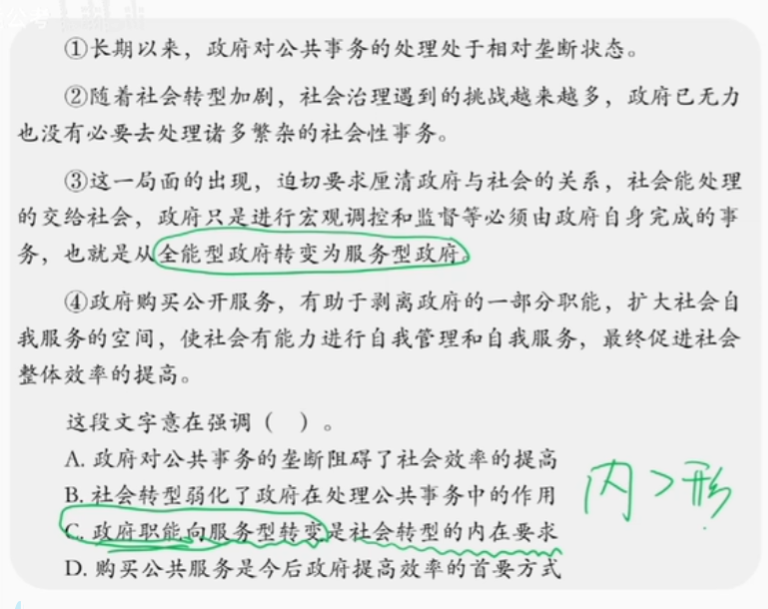 公考
①长期以来，政府对公共事务的处理处于相对垄断状态。
②随着社会转型加剧，社会治理遇到的挑战越来越多，政府已无力
也没有必要去处理诸多繁杂的社会性事务。
③这一局面的出现，迫切要求厘清政府与社会的关系，社会能处理
的交给社会，政府只是进行宏观调控和监督等必须由政府自身完成的事
务，也就是从全能型政府转变为服务型政府。
④政府购买公开服务，有助于剥离政府的一部分职能，扩大社会自
我服务的空间，使社会有能力进行自我管理和自我服务，最终促进社会
整体效率的提高。
这段文字意在强调（ ）。
A. 政府对公共事务的垄断阻碍了社会效率的提高
B. 社会转型弱化了政府在处理公共事务中的作用
C. 政府职能向服务型转变是社会转型的内在要求
D. 购买公共服务是今后政府提高效率的首要方式
内>形